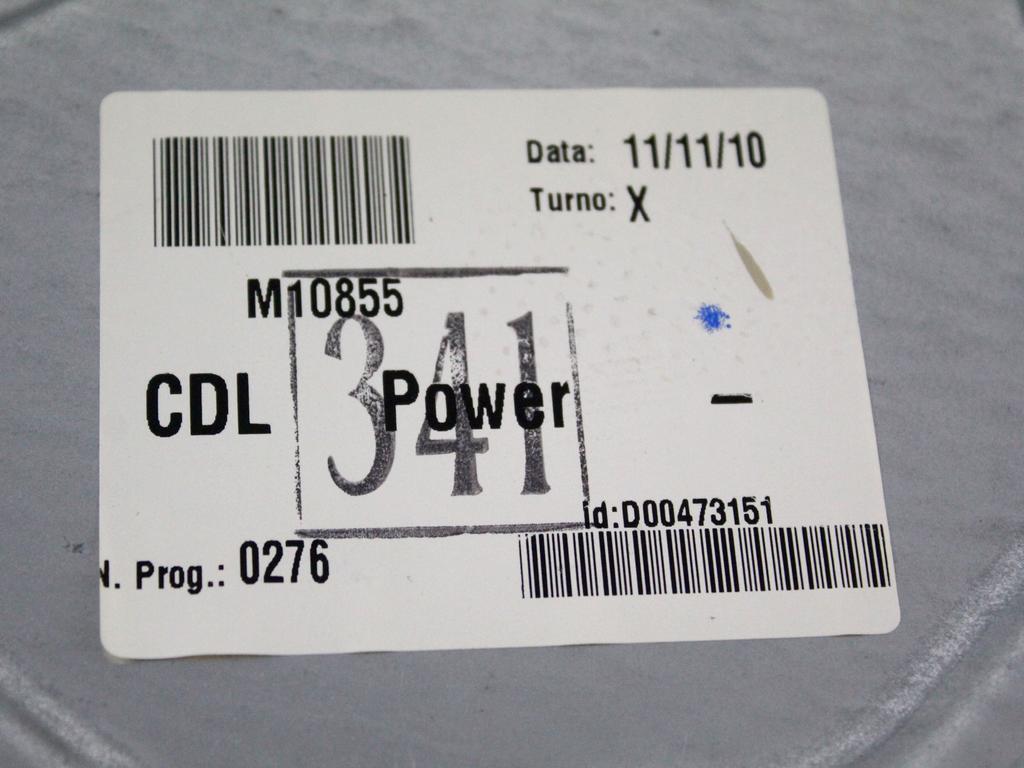 Data: 11/11/10
Turno: X
M10855
341
CDL Power -
id:D00473151
N. Prog.: 0276